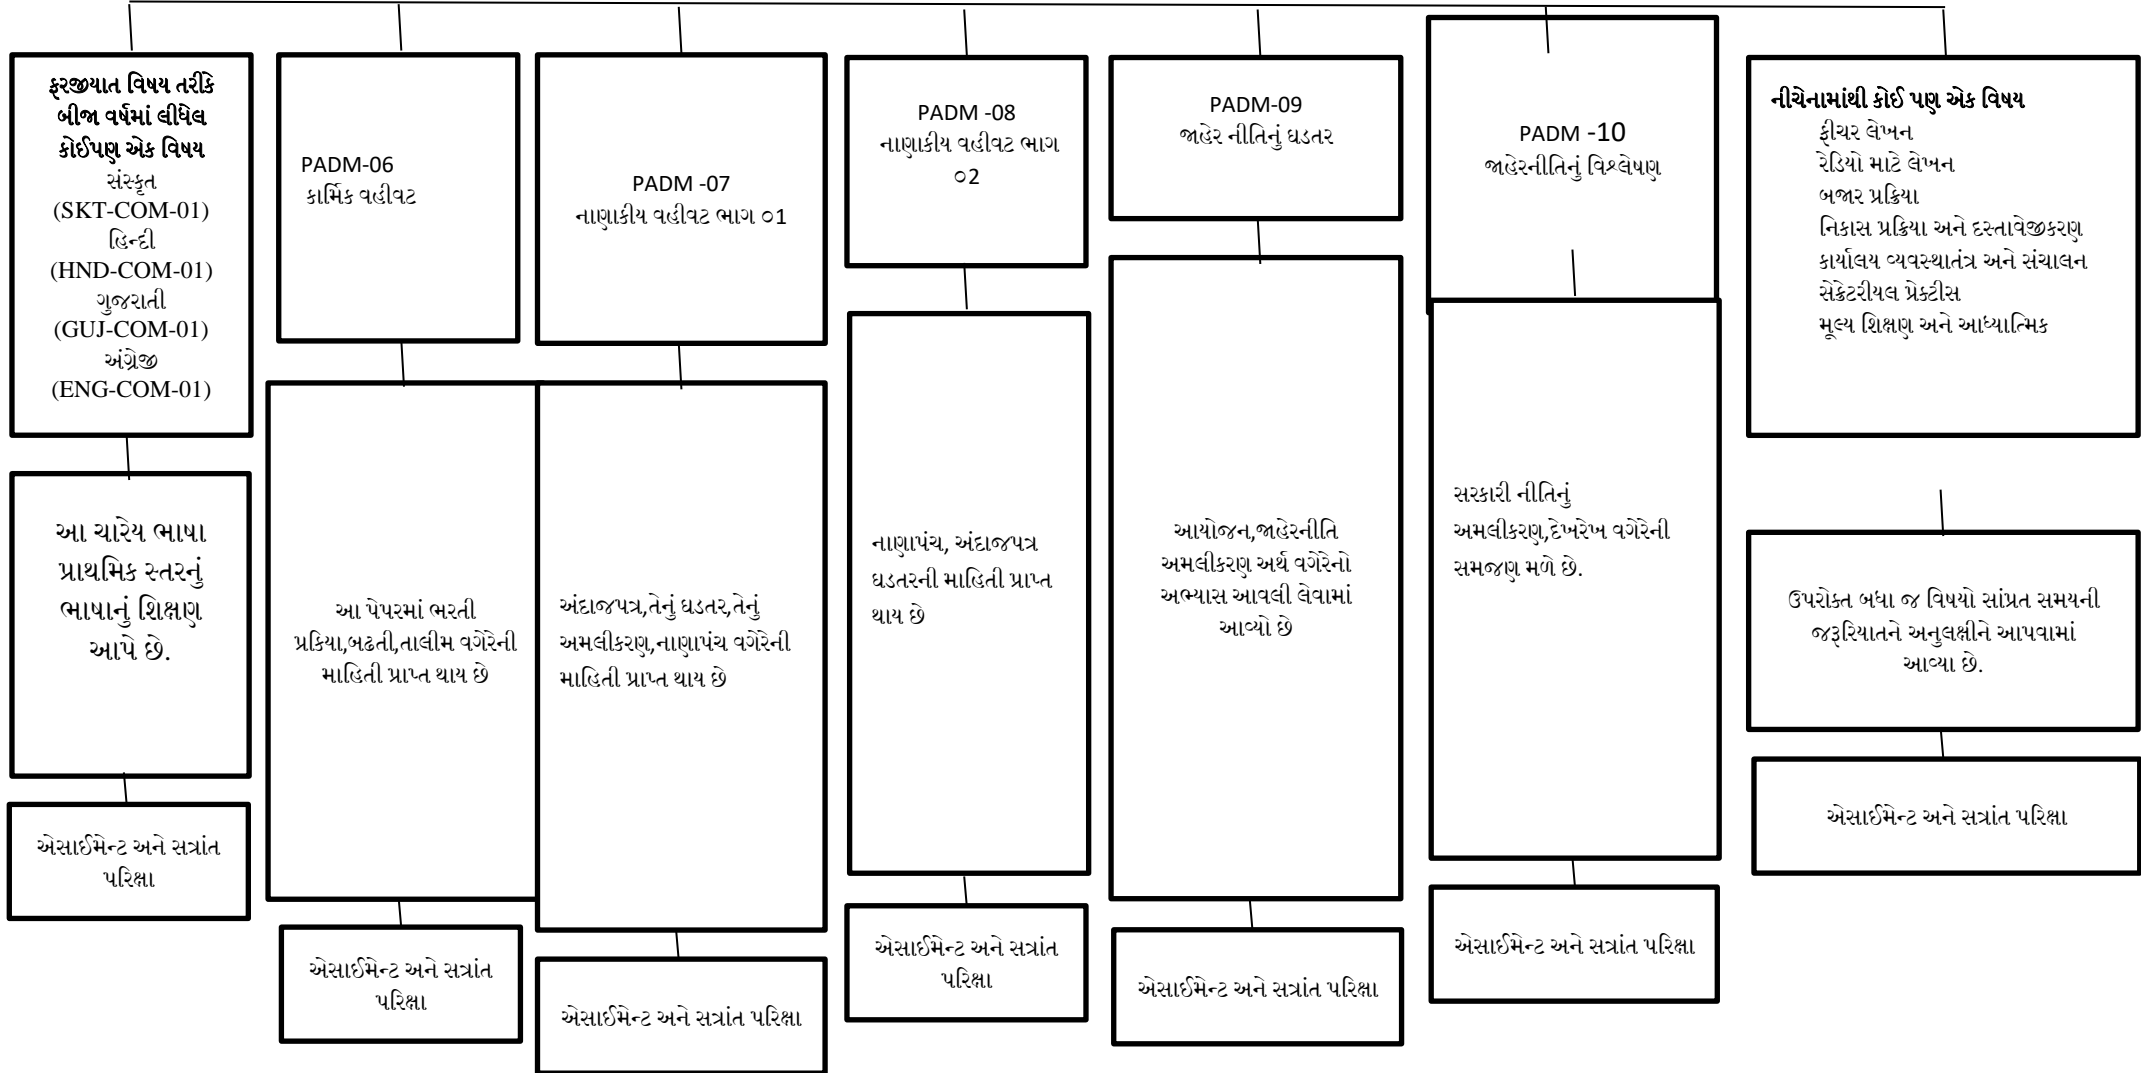 ફરજીયાત વિષય તરીકે
બીજા વર્ષમાં લીધેલ
કોઈપણ એક વિષય
સંસ્કૃત
(SKT-COM-01)
હિન્દી
(HND-COM-01)
ગુજરાતી
(GUJ-COM-01)
અંગ્રેજી
(ENG-COM-01)
આ ચારેય ભાષા
પ્રાથમિક સ્તરનું
ભાષાનું શિક્ષણ
આપે છે.
એસાઈમેન્ટ અને સત્રાંત
પરિક્ષા
PADM-06
કાર્મિક વહીવટ
આ પેપરમાં ભરતી
પ્રકિયા,બઢતી,તાલીમ વગેરેની
માહિતી પ્રાપ્ત થાય છે
એસાઈમેન્ટ અને સત્રાંત
પરિક્ષા
PADM -07
નાણાકીય વહીવટ ભાગ ૦1
અંદાજપત્ર,તેનું ઘડતર,તેનું
અમલીકરણ,નાણાપંચ વગેરેની
માહિતી પ્રાપ્ત થાય છે
એસાઈમેન્ટ અને સત્રાંત પરિક્ષા
PADM -08
નાણાકીય વહીવટ ભાગ
૦2
નાણાપંચ, અંદાજપત્ર
ઘડતરની માહિતી પ્રાપ્ત
થાય છે
એસાઈમેન્ટ અને સત્રાંત
પરિક્ષા
PADM-09
જાહેર નીતિનું ઘડતર
આયોજન,જાહેરનીતિ
અમલીકરણ અર્થ વગેરેનો
અભ્યાસ આવલી લેવામાં
આવ્યો છે
એસાઈમેન્ટ અને સત્રાંત પરિક્ષા
PADM -10
જાહેરનીતિનું વિશ્લેષણ
સરકારી નીતિનું
અમલીકરણ,દેખરેખ વગેરેની
સમજણ મળે છે.
એસાઈમેન્ટ અને સત્રાંત પરિક્ષા
નીચેનામાંથી કોઈ પણ એક વિષય
ફીચર લેખન
રેડિયો માટે લેખન
બજાર પ્રક્રિયા
નિકાસ પ્રક્રિયા અને દસ્તાવેજીકરણ
કાર્યાલય વ્યવસ્થાતંત્ર અને સંચાલન
સેક્રેટરીયલ પ્રેક્ટીસ
મૂલ્ય શિક્ષણ અને આધ્યાત્મિક
ઉપરોક્ત બધા જ વિષયો સાંપ્રત સમયની
જરૂરિયાતને અનુલક્ષીને આપવામાં
આવ્યા છે.
એસાઈમેન્ટ અને સત્રાંત પરિક્ષા